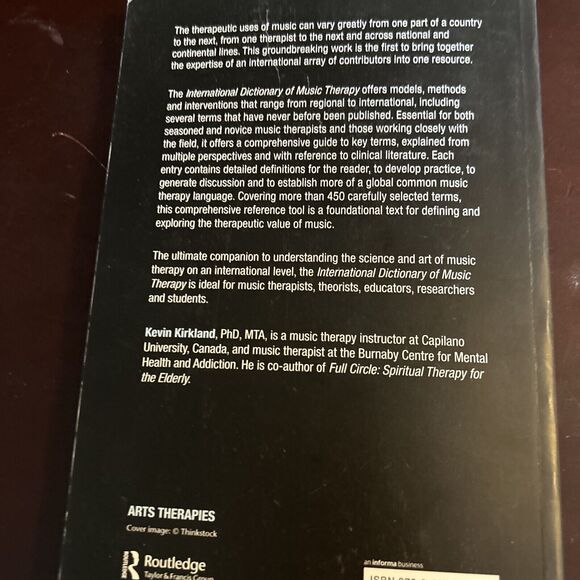 The therapeutic uses of music can vary greatly from one part of a country
to the next, from one therapist to the next and across national and
continental lines. This groundbreaking work is the first to bring together
the expertise of an international array of contributors into one resource.
The International Dictionary of Music Therapy offers models, methods
and interventions that range from regional to international, including
several terms that have never before been published. Essential for both
seasoned and novice music therapists and those working closely with
the field, it offers a comprehensive guide to key terms, explained from
multiple perspectives and with reference to clinical literature. Each
entry contains detailed definitions for the reader, to develop practice, to
generate discussion and to establish more of a global common music
therapy language. Covering more than 450 carefully selected terms,
this comprehensive reference tool is a foundational text for defining and
exploring the therapeutic value of music.
The ultimate companion to understanding the science and art of music
therapy on an international level, the International Dictionary of Music
Therapy is ideal for music therapists, theorists, educators, researchers
and students.
Kevin Kirkland, PhD, MTA, is a music therapy instructor at Capilano
University, Canada, and music therapist at the Burnaby Centre for Mental
Health and Addiction. He is co-author of Full Circle: Spiritual Therapy for
the Elderly.
ARTS THERAPIES
Cover image: © Thinkstock
ROUTLEDGE
Routledge
Taylor & Francis Group
an informa business
ISBN